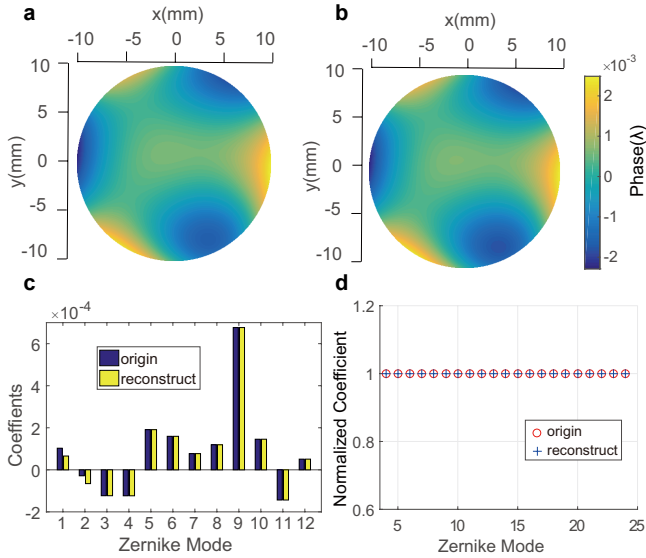 a
x(mm)
-10 -5 0 5 10
10
5
0
-5
-10
y(mm)
b
x(mm)
-10 -5 0 5 10
10
5
0
-5
-10
y(mm)
×10⁻³
2
1
0
-1
-2
Phase(λ)
c
×10⁻⁴
6
4
2
0
-2
Coeffients
origin
reconstruct
1 2 3 4 5 6 7 8 9 10 11 12
Zernike Mode
d
1.2
1
0.8
0.6
Normalized Coefficient
origin
reconstruct
5 10 15 20 25
Zernike Mode